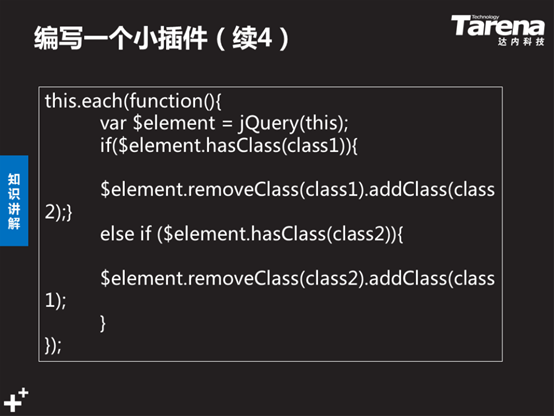 编写一个小插件（续4）
Technology
Tarena
达内科技
知识讲解
this.each(function(){
var $element = jQuery(this);
if($element.hasClass(class1)){
$element.removeClass(class1).addClass(class
2);}
else if ($element.hasClass(class2)){
$element.removeClass(class2).addClass(class
1);
}
});